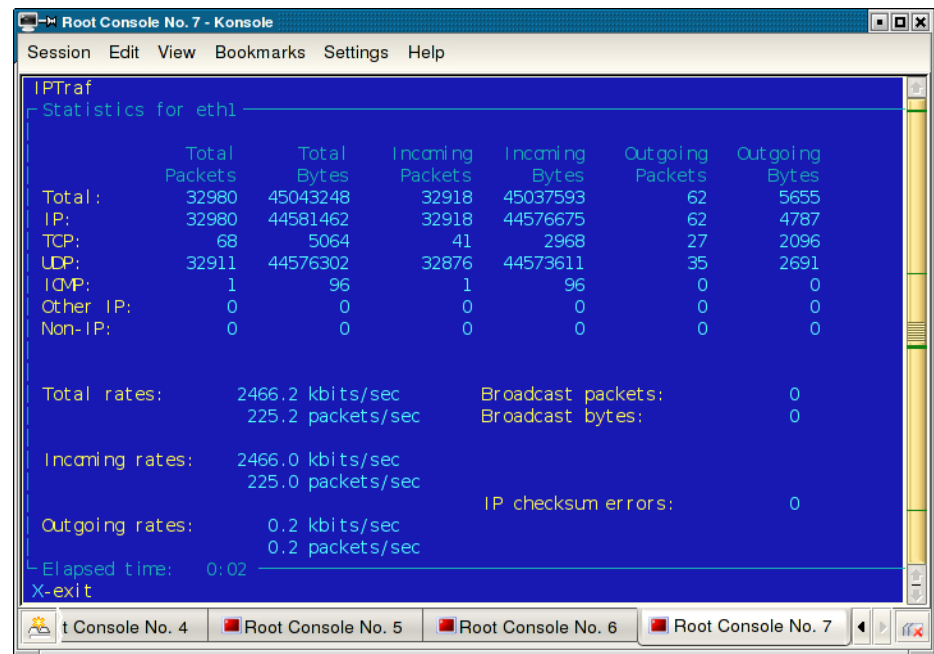 Root Console No. 7 - Konsole
Session Edit View Bookmarks Settings Help
IPTraf
Statistics for eth1
Total Total Incoming Incoming Outgoing Outgoing
Packets Bytes Packets Bytes Packets Bytes
Total: 32980 45043248 32918 45037593 62 5655
IP: 32980 44581462 32918 44576675 62 4787
TCP: 68 5064 41 2968 27 2096
UDP: 32911 44576302 32876 44573611 35 2691
ICMP: 1 96 1 96 0 0
Other IP: 0 0 0 0 0 0
Non-IP: 0 0 0 0 0 0
Total rates: 2466.2 kbits/sec Broadcast packets: 0
225.2 packets/sec Broadcast bytes: 0
Incoming rates: 2466.0 kbits/sec
225.0 packets/sec
IP checksum errors: 0
Outgoing rates: 0.2 kbits/sec
0.2 packets/sec
Elapsed time: 0:02
X-exit
t Console No. 4 Root Console No. 5 Root Console No. 6 Root Console No. 7